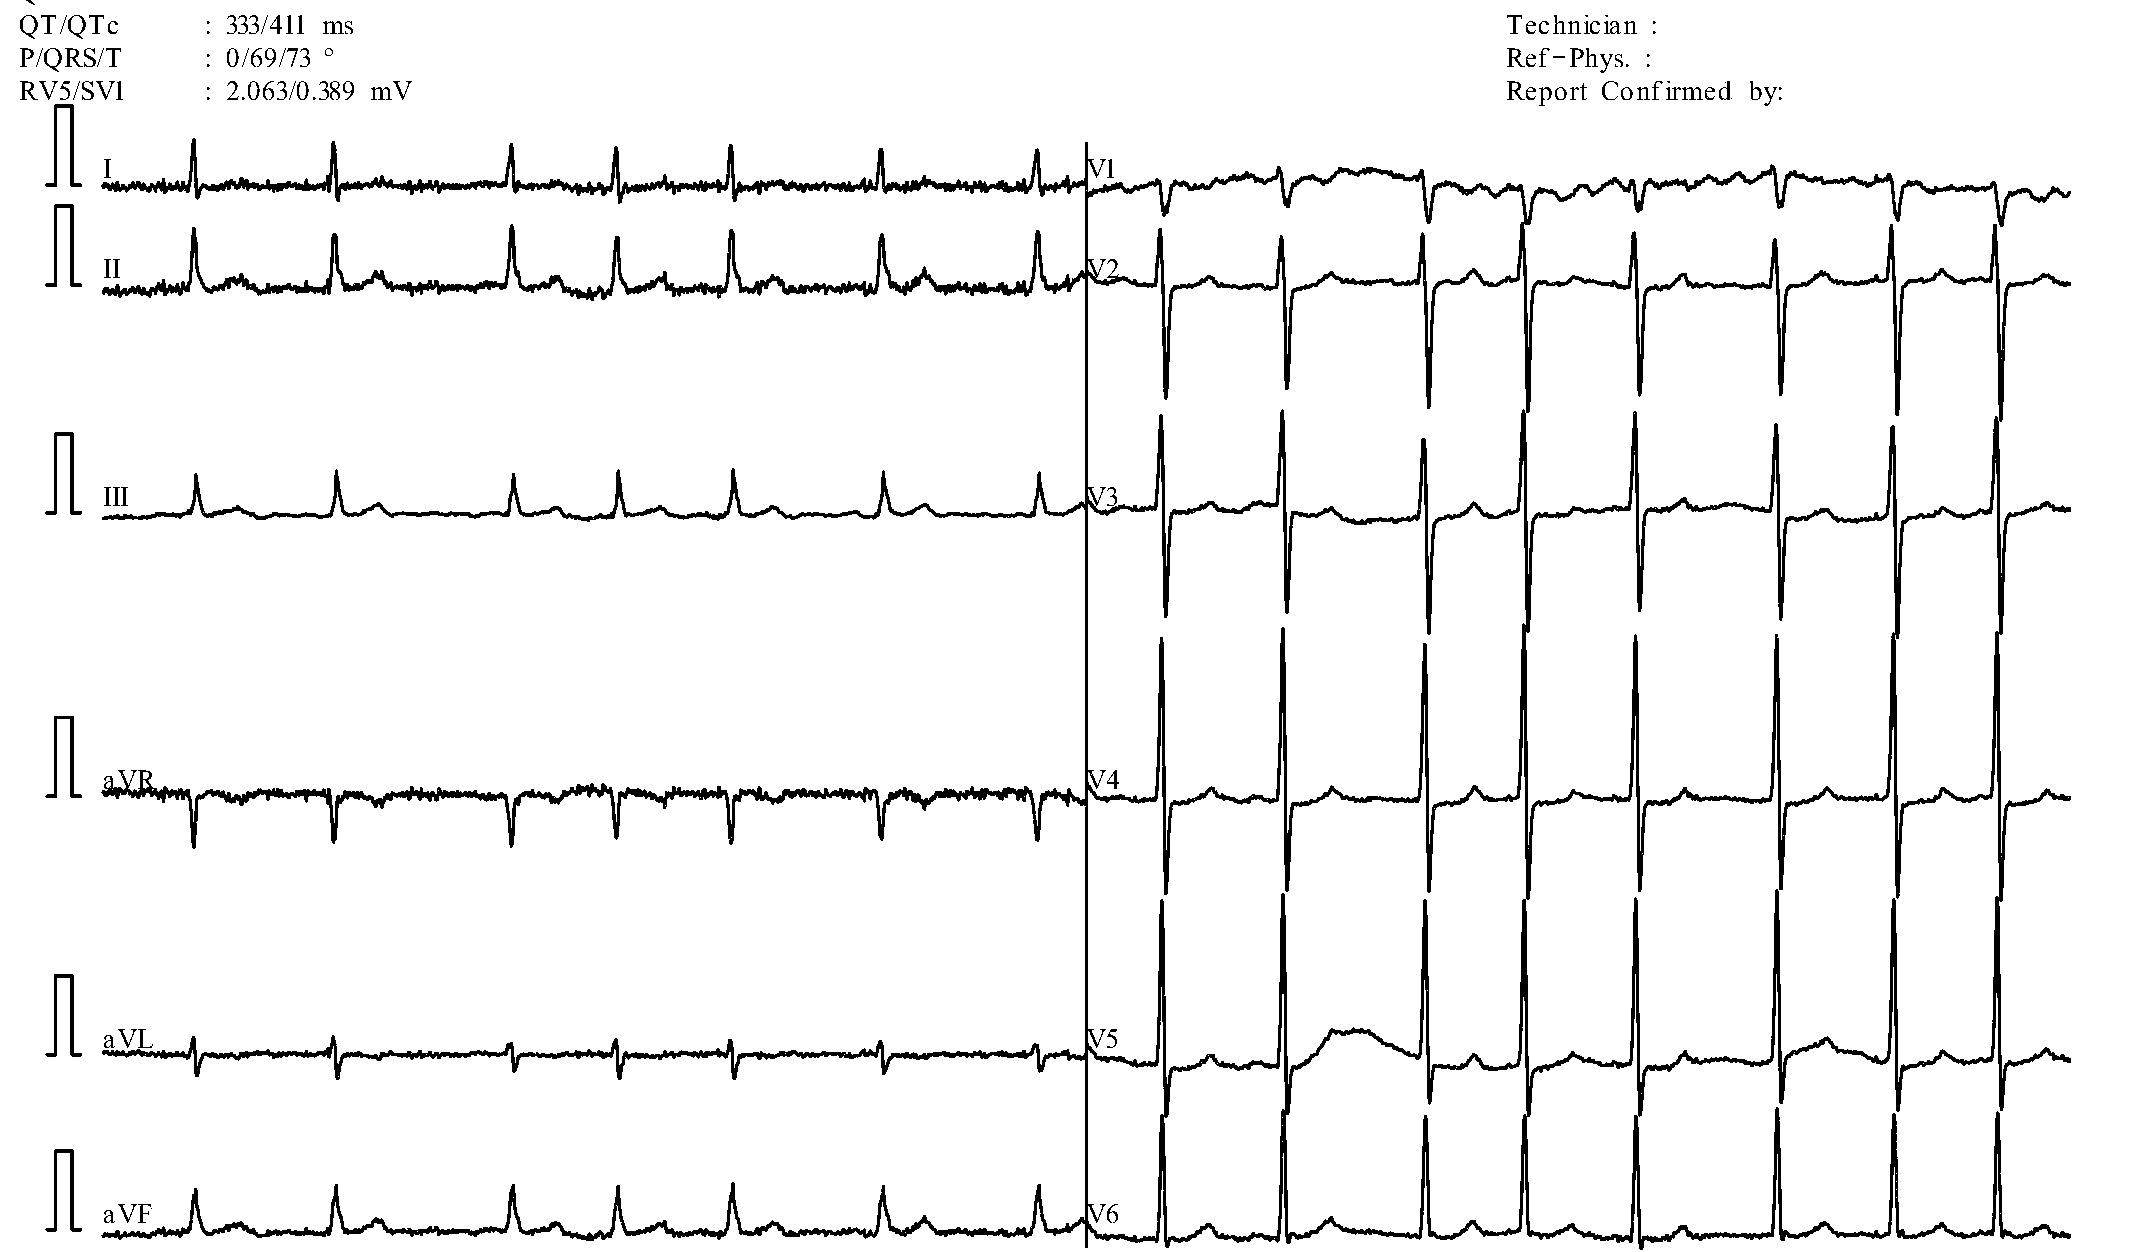 QT/QTc : 333/411 ms
P/QRS/T : 0/69/73 °
RV5/SV1 : 2.063/0.389 mV
Technician :
Ref-Phys. :
Report Confirmed by:
I
V1
II
V2
III
V3
aVR
V4
aVL
V5
aVF
V6